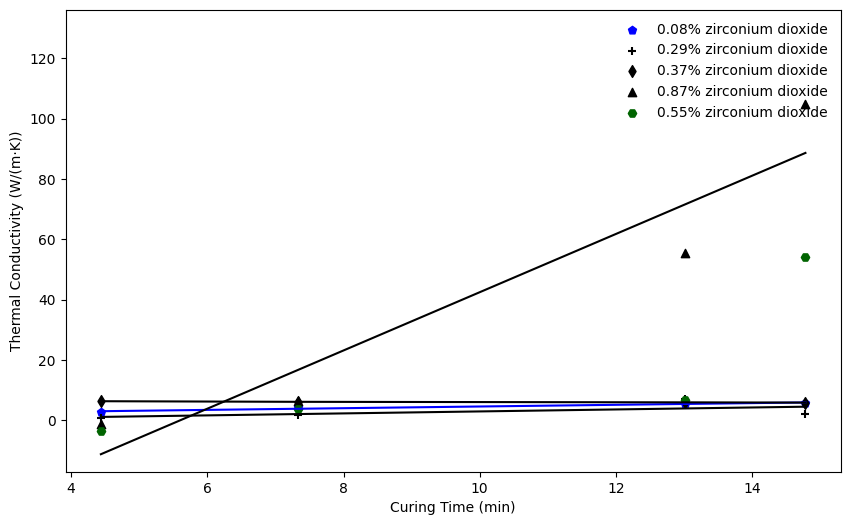 0.08% zirconium dioxide
0.29% zirconium dioxide
0.37% zirconium dioxide
0.87% zirconium dioxide
0.55% zirconium dioxide
Thermal Conductivity (W/(m·K))
120
100
80
60
40
20
0
4 6 8 10 12 14
Curing Time (min)